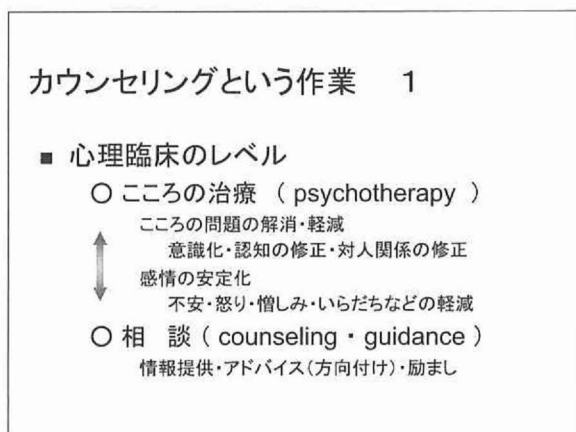 カウンセリングという作業　1
■ 心理臨床のレベル
○ こころの治療 （ psychotherapy ）
こころの問題の解消・軽減
意識化・認知の修正・対人関係の修正
感情の安定化
不安・怒り・憎しみ・いらだちなどの軽減
○ 相　談 ( counseling・guidance )
情報提供・アドバイス(方向付け)・励まし